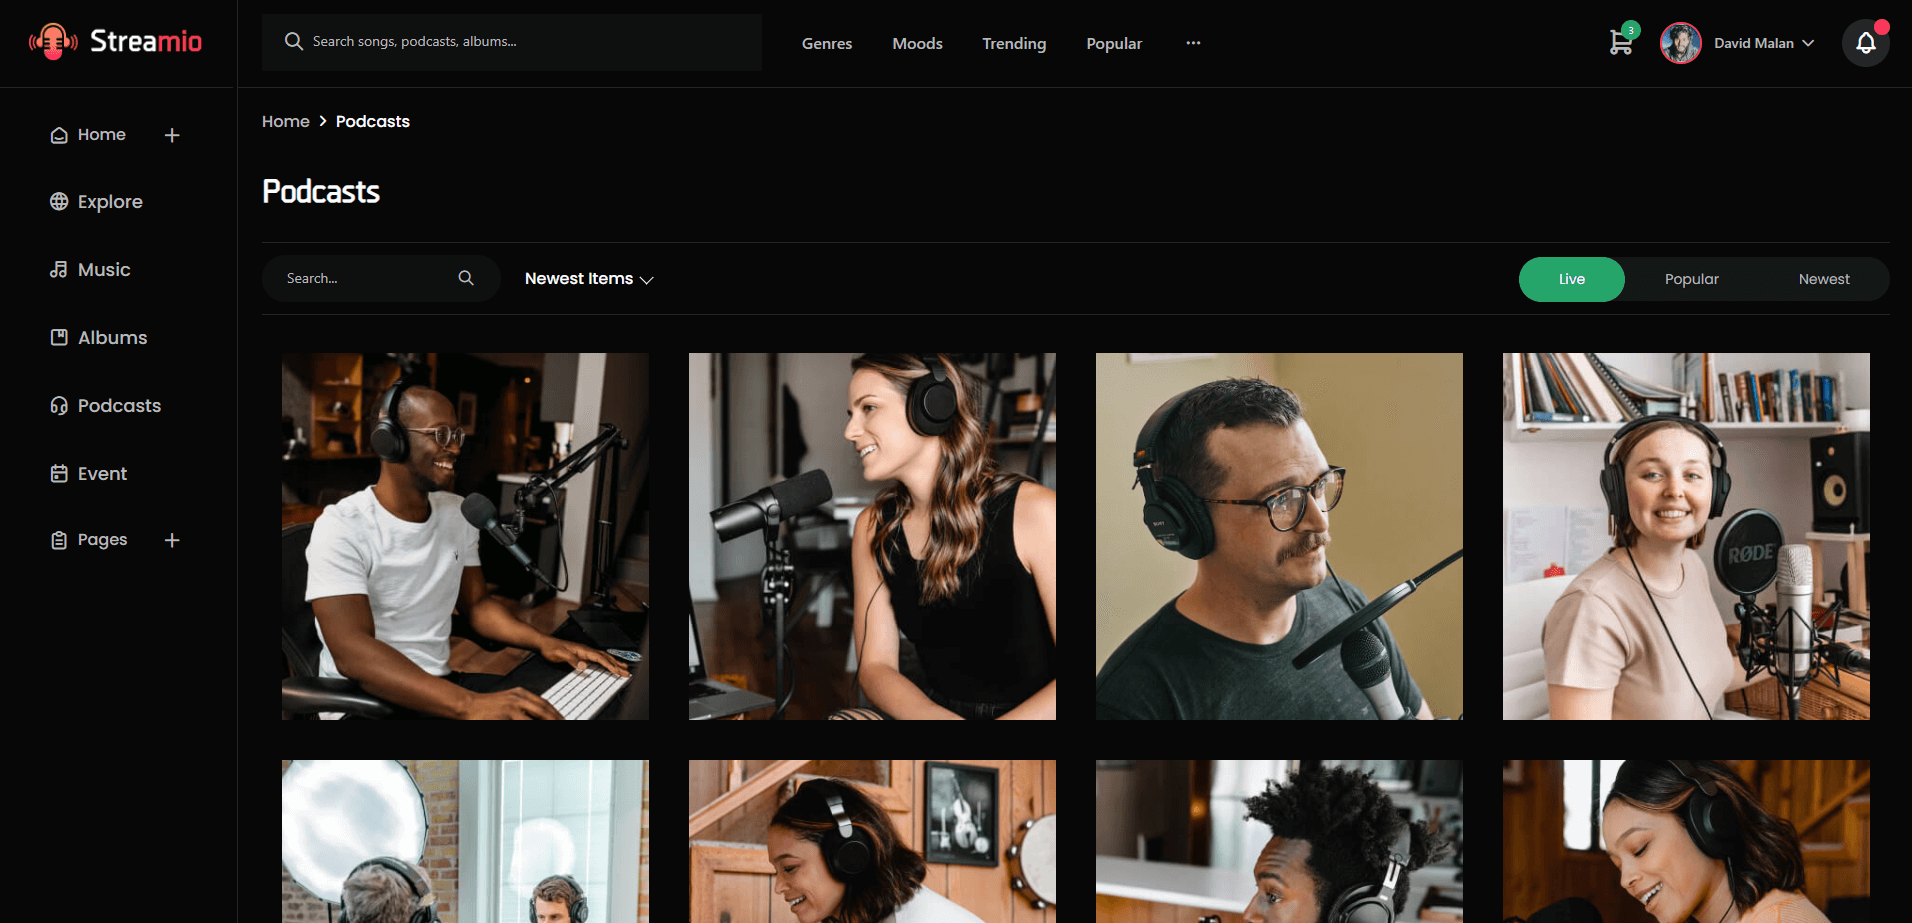 Streamio
Search songs, podcasts, albums...
Genres
Moods
Trending
Popular
...
3
David Malan
Home
Explore
Music
Albums
Podcasts
Event
Pages
Home > Podcasts
Podcasts
Search...
Newest Items
Live
Popular
Newest
RØDE